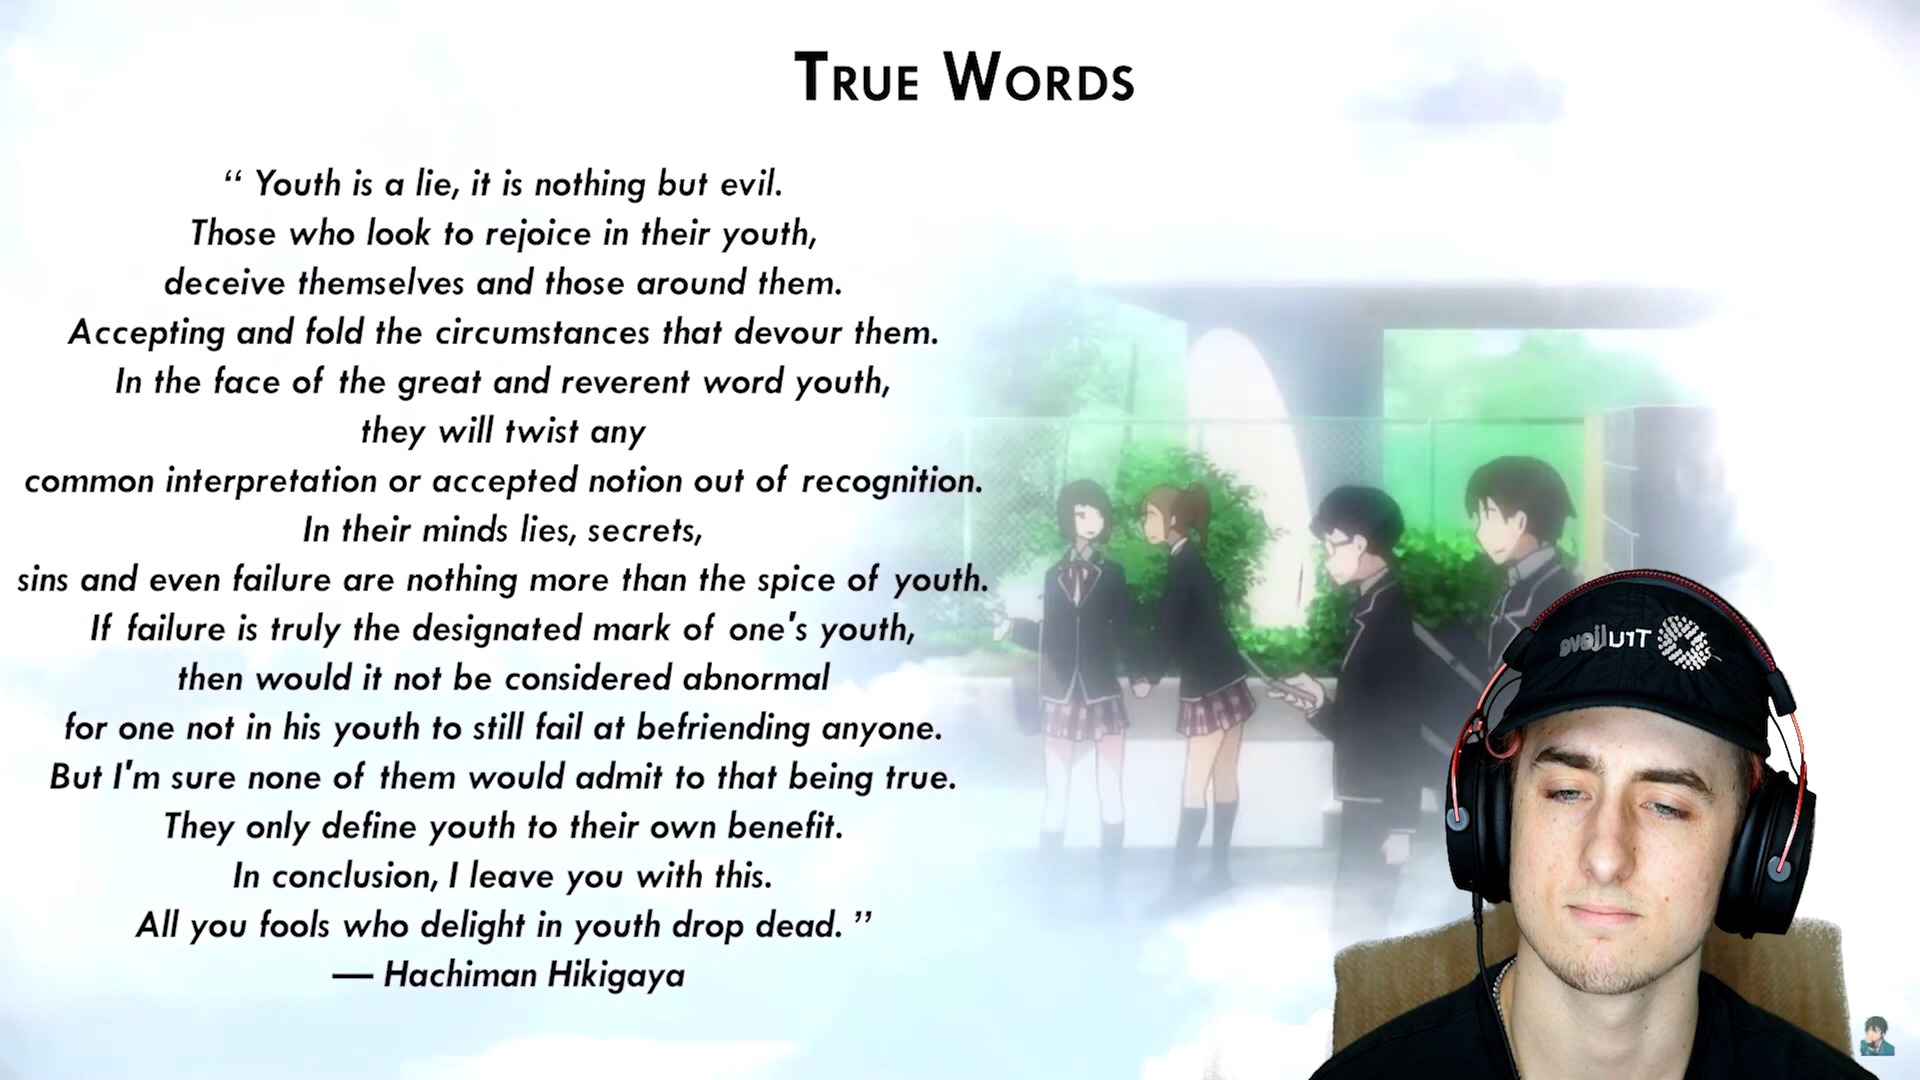 True Words
“ Youth is a lie, it is nothing but evil.
Those who look to rejoice in their youth,
deceive themselves and those around them.
Accepting and fold the circumstances that devour them.
In the face of the great and reverent word youth,
they will twist any
common interpretation or accepted notion out of recognition.
In their minds lies, secrets,
sins and even failure are nothing more than the spice of youth.
If failure is truly the designated mark of one's youth,
then would it not be considered abnormal
for one not in his youth to still fail at befriending anyone.
But I'm sure none of them would admit to that being true.
They only define youth to their own benefit.
In conclusion, I leave you with this.
All you fools who delight in youth drop dead. ”
— Hachiman Hikigaya
Trulljevo